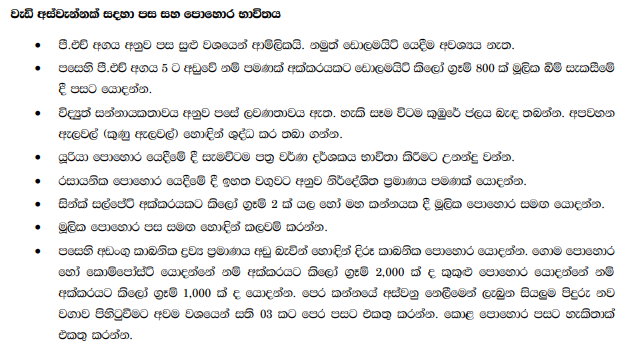 වැඩි අස්වැන්නක් සදහා පස සහ පොහොර භාවිතය
• පී.එච් අගය අනුව පස සුළු වශයෙන් ආම්ලිකයි. නමුත් ඩොලමයිට් යෙදීම අවශ්‍යය නැත.
• පසෙහි පී.එච් අගය 5 ට අඩුවේ නම් පමණක් අක්කරයකට ඩොලමයිට් කිලෝ ග්‍රෑම් 800 ක් මූලික බිම් සැකසීමේ
දී පසට යොදන්න.
• විද්‍යුත් සන්නායකතාවය අනුව පසේ ලවණතාවය ඇත. හැකි සෑම විටම කුඹුරේ ජලය බැඳ තබන්න. අපවහන
ඇලවල් (කුණු ඇලවල්) හොඳින් ශුද්ධ කර තබා ගන්න.
• යූරියා පොහොර යෙදීමේ දී සැමවිටම පත්‍ර වර්ණ දර්ශකය භාවිතා කිරීමට උනන්දු වන්න.
• රසායනික පොහොර යෙදීමේ දී ඉහත වගුවට අනුව නිර්දේශිත ප්‍රමාණය පමණක් යොදන්න.
• සින්ක් සල්පේට් අක්කරයකට කිලෝ ග්‍රෑම් 2 ක් යල හෝ මහ කන්නයක දී මූලික පොහොර සමඟ යොදන්න.
• මූලික පොහොර පස සමඟ හොඳින් කලවම් කරන්න.
• පසෙහි අඩංගු කාබනික ද්‍රව්‍ය ප්‍රමාණය අඩු බැවින් හොඳින් දිරූ කාබනික පොහොර යොදන්න. ගොම පොහොර
හෝ කොම්පෝස්ට් යොදන්නේ නම් අක්කරයට කිලෝ ග්‍රෑම් 2,000 ක් ද කුකුළු පොහොර යොදන්නේ නම්
අක්කරයකට කිලෝ ග්‍රෑම් 1,000 ක් ද යොදන්න. පෙර කන්නයේ අස්වනු නෙලීමෙන් ලැබුන සියලුම පිදුරු නව
වගාව පිහිටුවීමට අවම වශයෙන් සති 03 කට පෙර පසට එකතු කරන්න. කොළ පොහොර පසට හැකිතාක්
එකතු කරන්න.